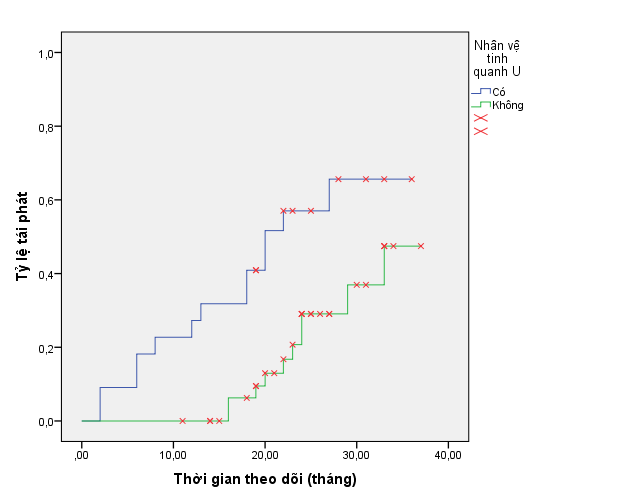 1,0
0,8
0,6
0,4
0,2
0,0
Tỷ lệ tái phát
,00
10,00
20,00
30,00
40,00
Thời gian theo dõi (tháng)
Nhân vệ
tinh
quanh U
Có
Không